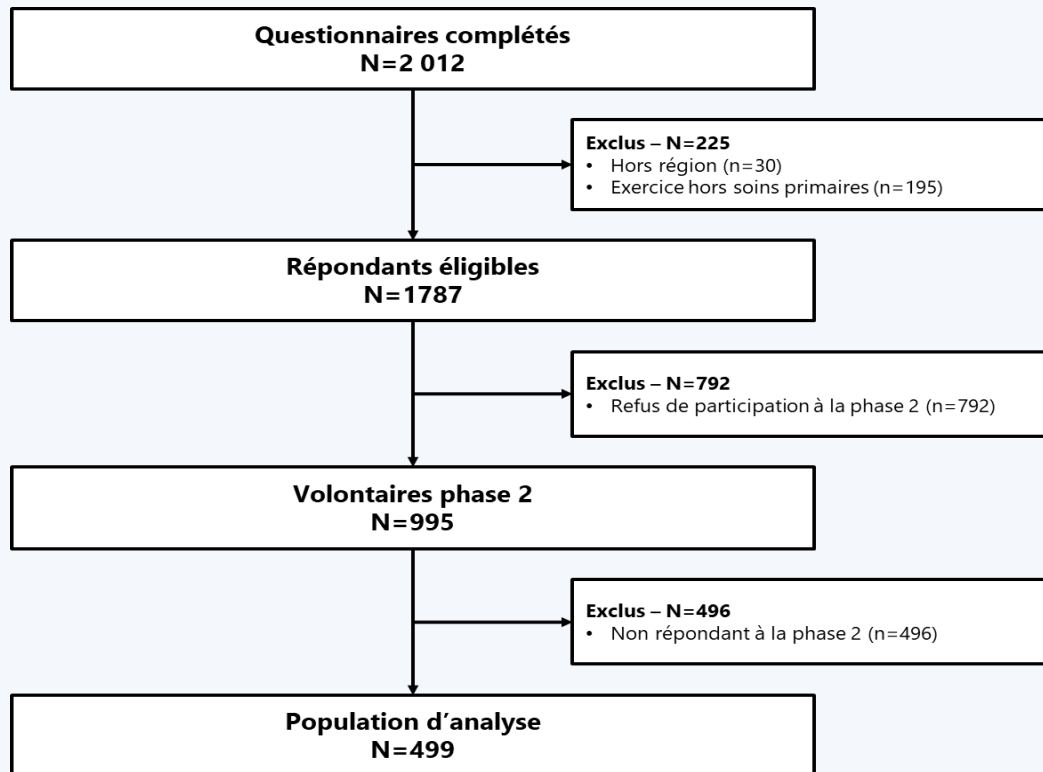 Questionnaires complétés
N=2 012
Exclus – N=225
• Hors région (n=30)
• Exercice hors soins primaires (n=195)
Répondants éligibles
N=1787
Exclus – N=792
• Refus de participation à la phase 2 (n=792)
Volontaires phase 2
N=995
Exclus – N=496
• Non répondant à la phase 2 (n=496)
Population d’analyse
N=499